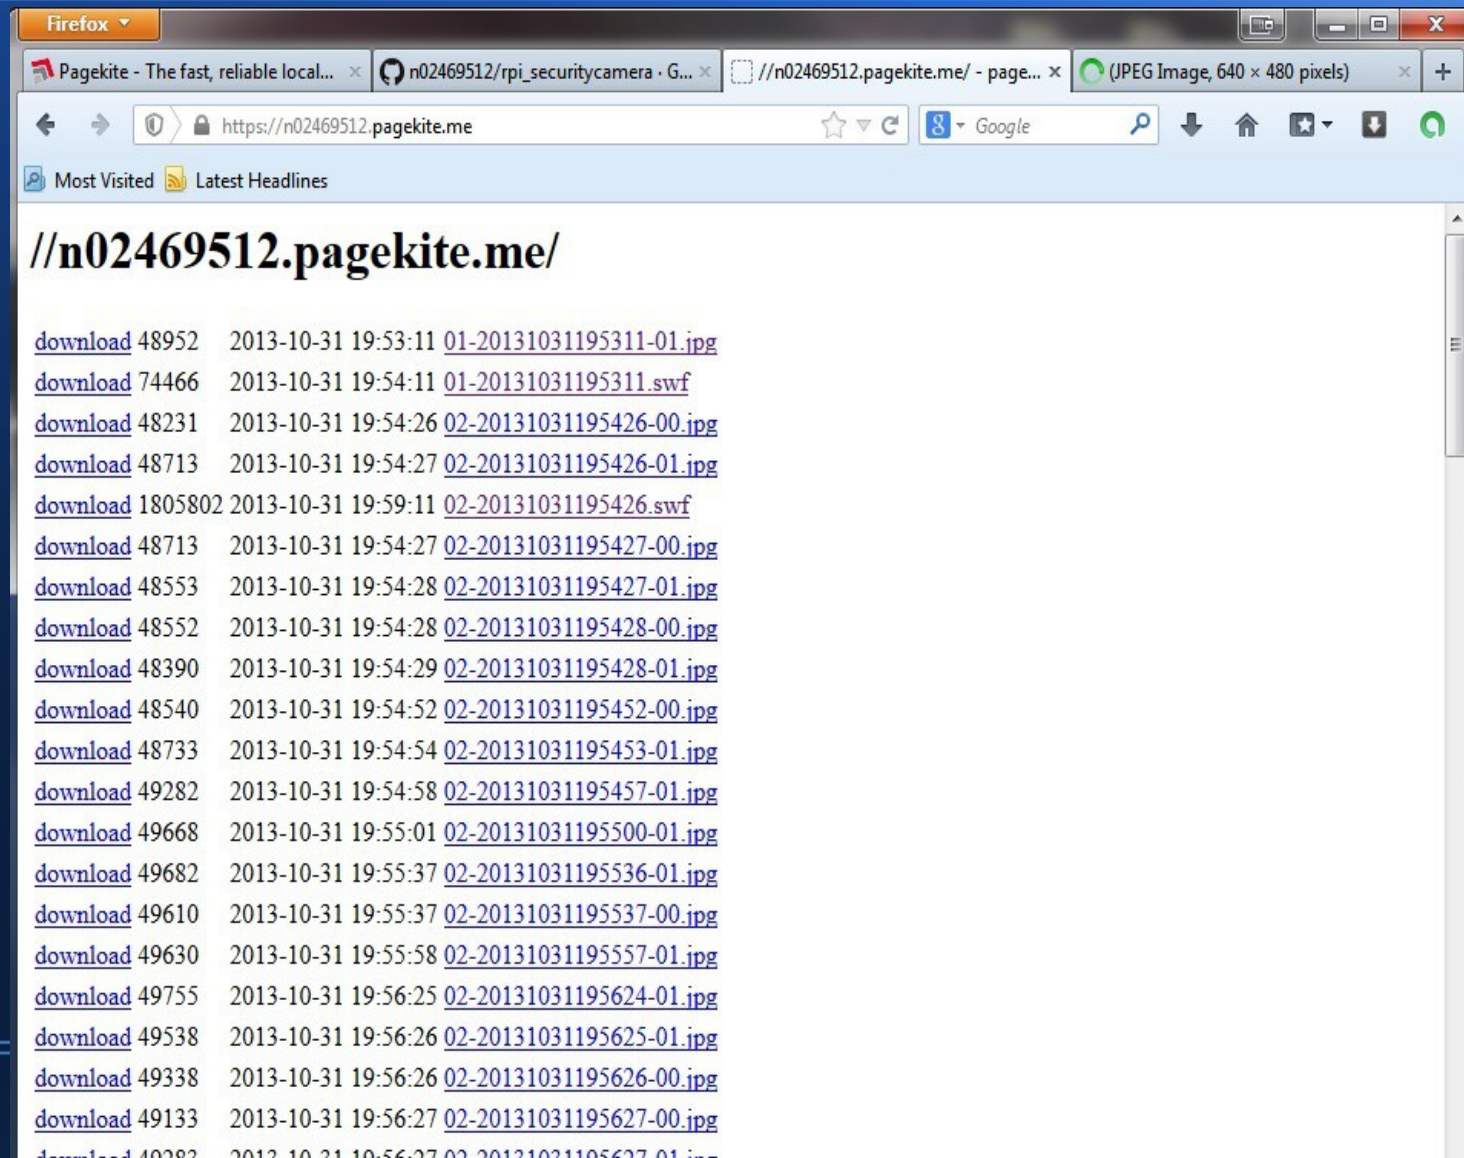 Firefox
Pagekite - The fast, reliable local...
n02469512/rpi_securitycamera · G...
//n02469512.pagekite.me/ - page...
(JPEG Image, 640 × 480 pixels)
https://n02469512.pagekite.me
Google
Most Visited
Latest Headlines
//n02469512.pagekite.me/
download 48952 2013-10-31 19:53:11 01-20131031195311-01.jpg
download 74466 2013-10-31 19:54:11 01-20131031195311.swf
download 48231 2013-10-31 19:54:26 02-20131031195426-00.jpg
download 48713 2013-10-31 19:54:27 02-20131031195426-01.jpg
download 1805802 2013-10-31 19:59:11 02-20131031195426.swf
download 48713 2013-10-31 19:54:27 02-20131031195427-00.jpg
download 48553 2013-10-31 19:54:28 02-20131031195427-01.jpg
download 48552 2013-10-31 19:54:28 02-20131031195428-00.jpg
download 48390 2013-10-31 19:54:29 02-20131031195428-01.jpg
download 48540 2013-10-31 19:54:52 02-20131031195452-00.jpg
download 48733 2013-10-31 19:54:54 02-20131031195453-01.jpg
download 49282 2013-10-31 19:54:58 02-20131031195457-01.jpg
download 49668 2013-10-31 19:55:01 02-20131031195500-01.jpg
download 49682 2013-10-31 19:55:37 02-20131031195536-01.jpg
download 49610 2013-10-31 19:55:37 02-20131031195537-00.jpg
download 49630 2013-10-31 19:55:58 02-20131031195557-01.jpg
download 49755 2013-10-31 19:56:25 02-20131031195624-01.jpg
download 49538 2013-10-31 19:56:26 02-20131031195625-01.jpg
download 49338 2013-10-31 19:56:26 02-20131031195626-00.jpg
download 49133 2013-10-31 19:56:27 02-20131031195627-00.jpg
download 49283 2013-10-31 19:56:27 02-20131031195627-01.jpg